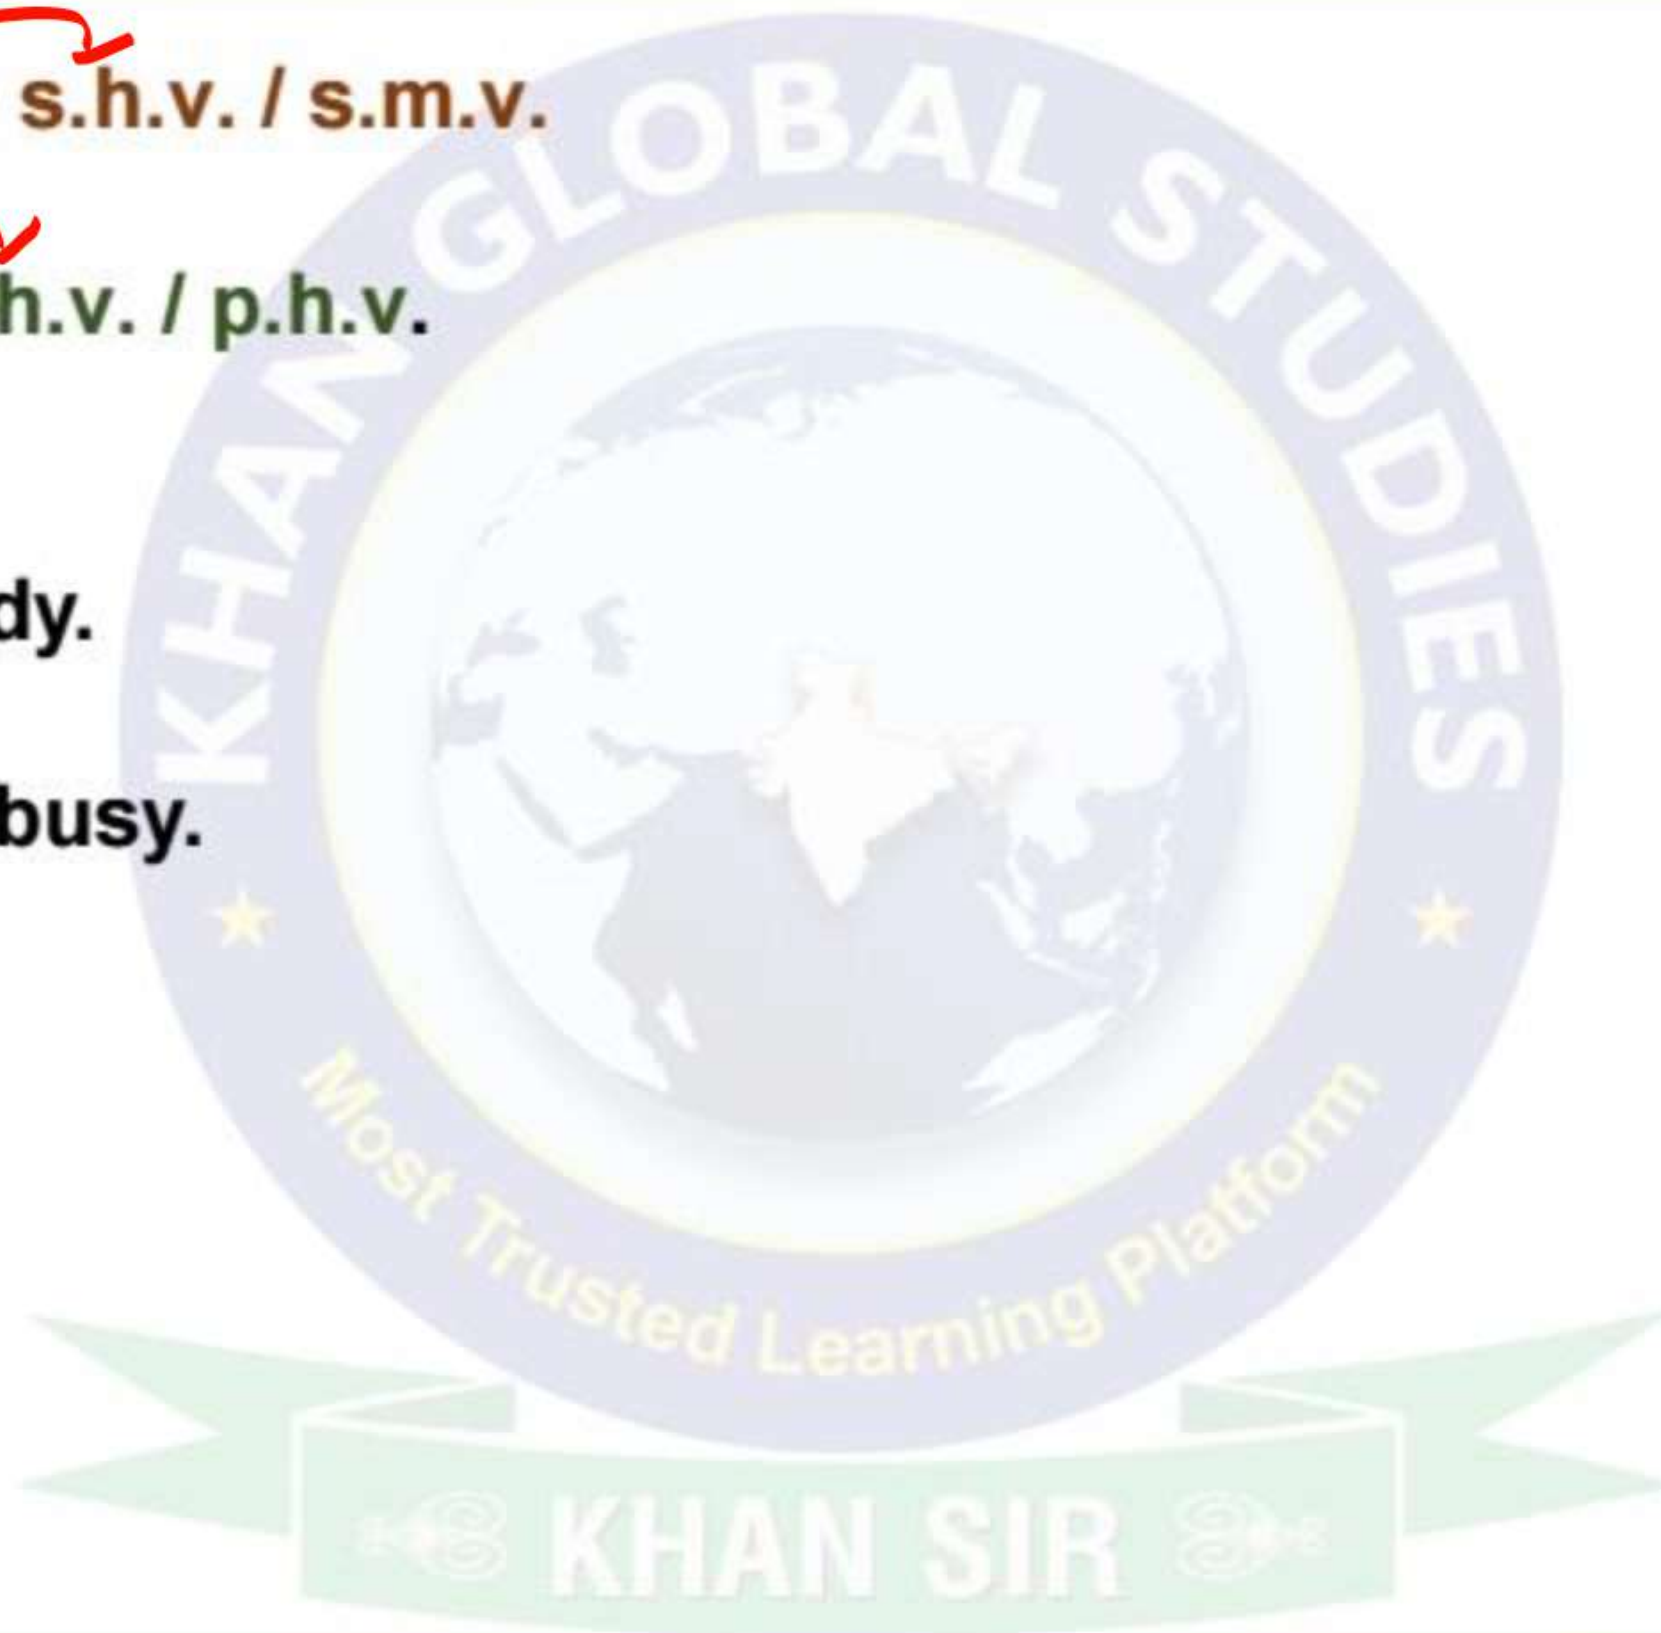 s.h.v. / s.m.v.
h.v. / p.h.v.
dy.
busy.
KHAN GLOBAL STUDIES
Most Trusted Learning Platform
KHAN SIR